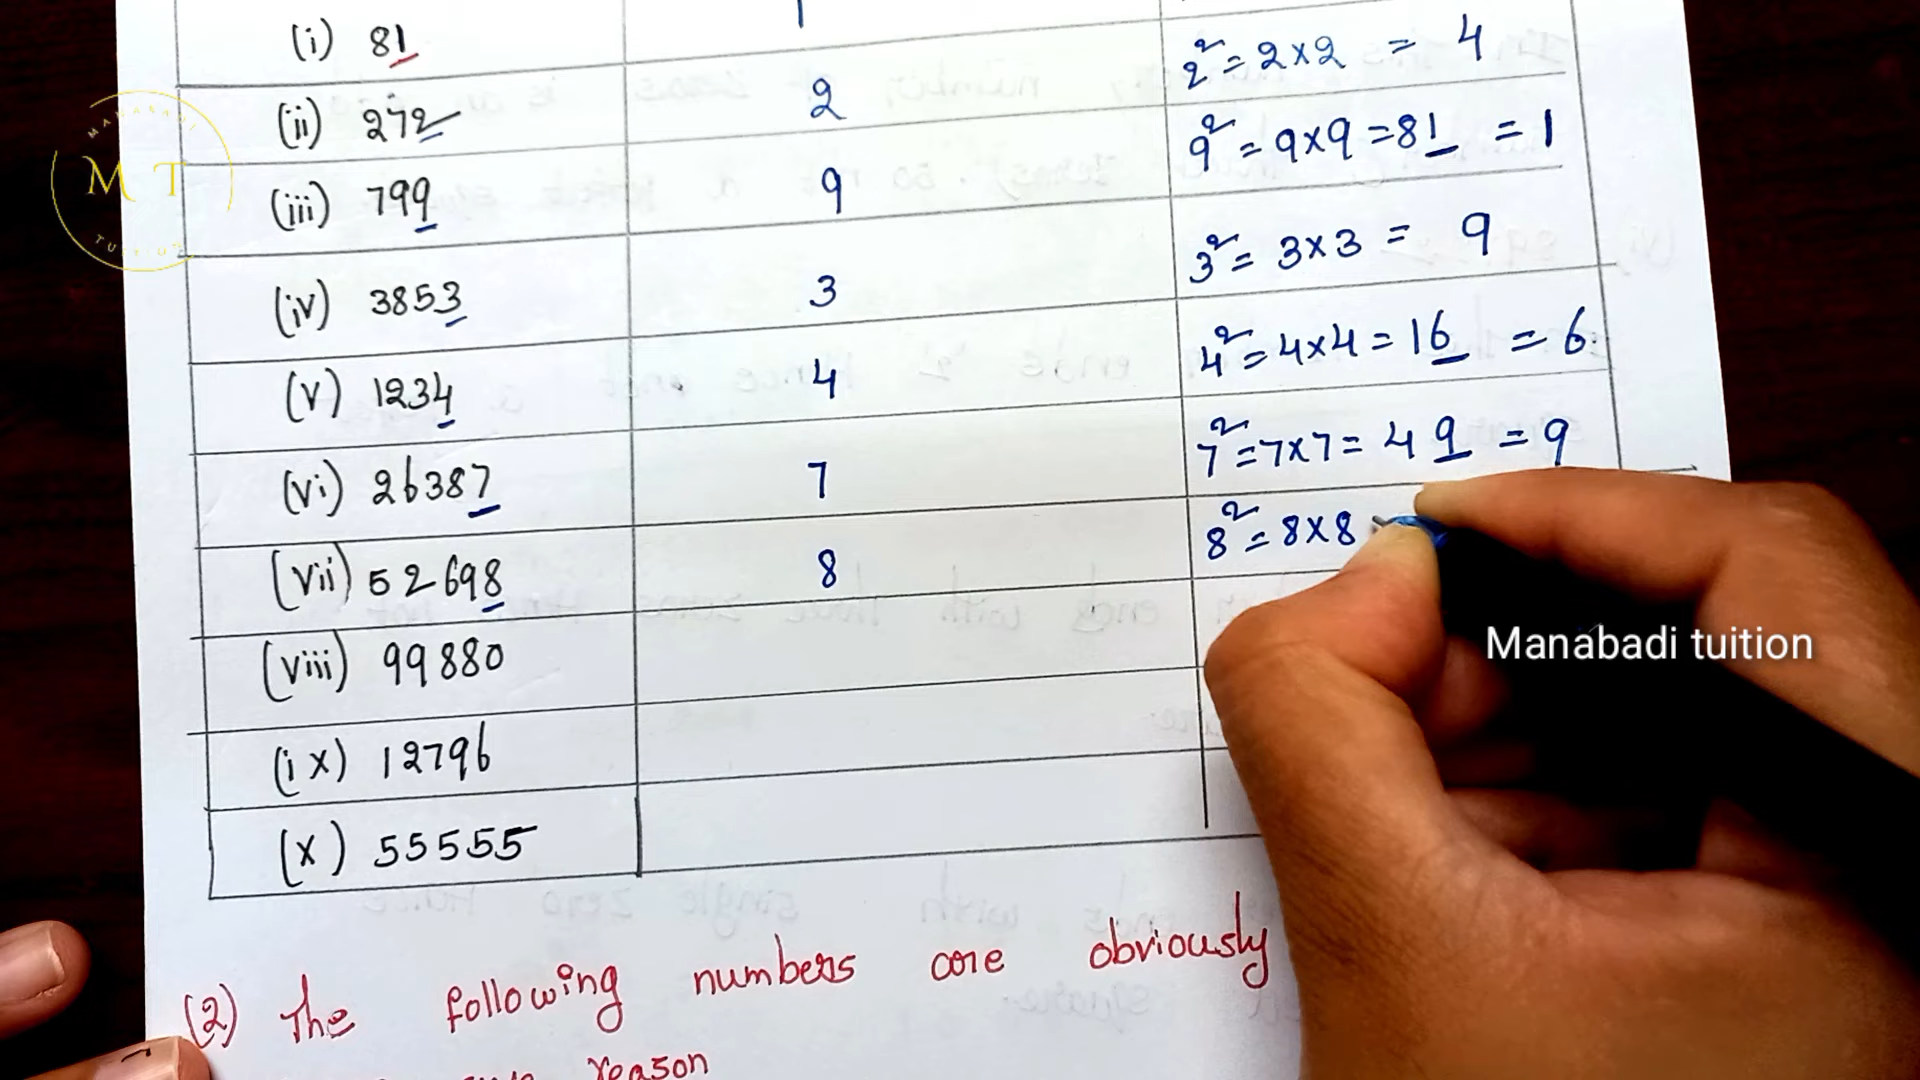 (i) 81 1
(ii) 272 2 2² = 2×2 = 4
(iii) 799 9 9² = 9×9 = 81 = 1
(iv) 3853 3 3² = 3×3 = 9
(v) 1234 4 4² = 4×4 = 16 = 6
(vi) 26387 7 7² = 7×7 = 49 = 9
(vii) 52698 8 8² = 8×8
(viii) 99880
(ix) 12796
(x) 55555
(2) The following numbers are obviously
reason
MANABADI
M T
Manabadi tuition